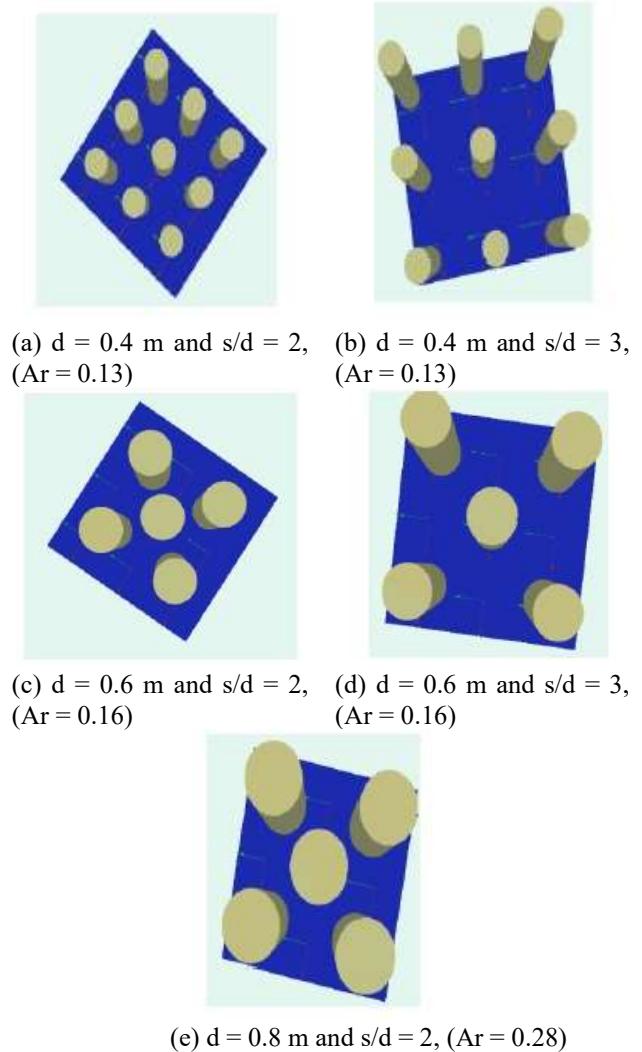 (a) d = 0.4 m and s/d = 2,
(Ar = 0.13)
(b) d = 0.4 m and s/d = 3,
(Ar = 0.13)
(c) d = 0.6 m and s/d = 2,
(Ar = 0.16)
(d) d = 0.6 m and s/d = 3,
(Ar = 0.16)
(e) d = 0.8 m and s/d = 2, (Ar = 0.28)